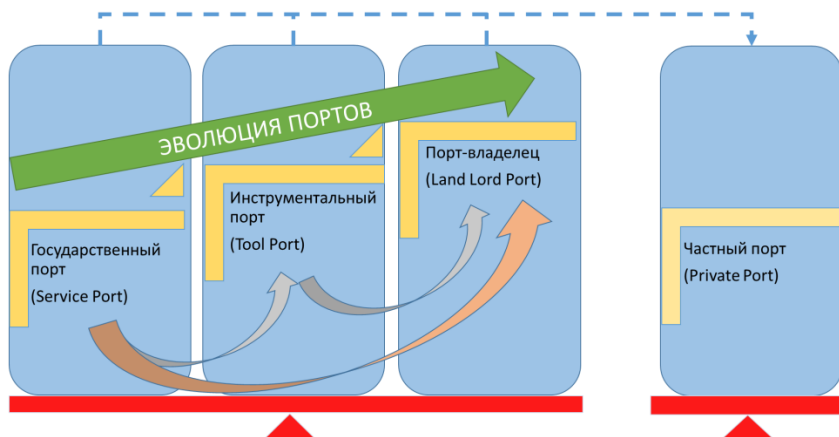 ЭВОЛЮЦИЯ ПОРТОВ
Государственный
порт
(Service Port)
Инструментальный
порт
(Tool Port)
Порт-владелец
(Land Lord Port)
Частный порт
(Private Port)